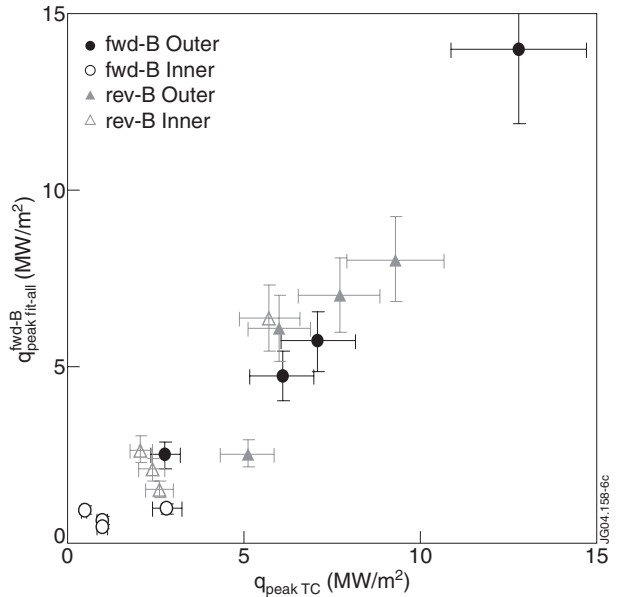 15
fwd-B Outer
fwd-B Inner
rev-B Outer
rev-B Inner
10
5
0
q fwd-B peak fit-all (MW/m²)
0 5 10 15
q peak TC (MW/m²)
JG04.158-6c